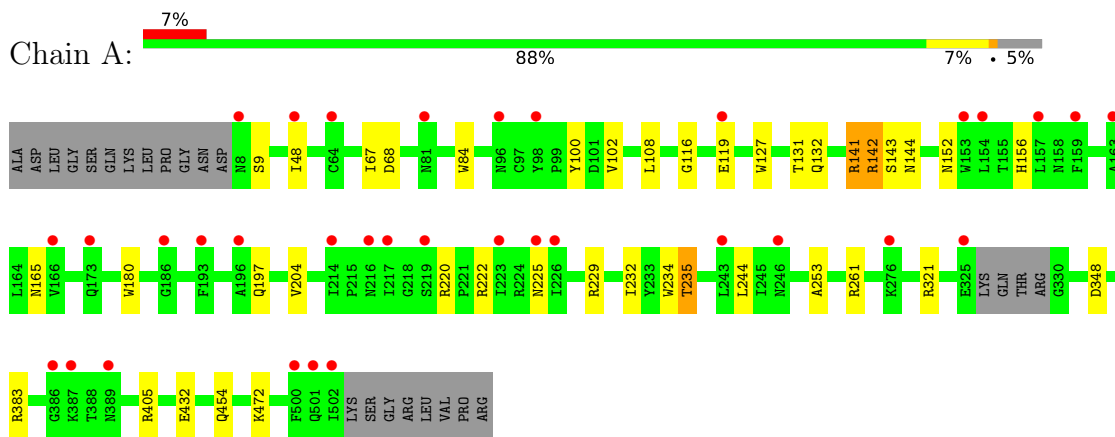 7%
Chain A:
88% 7% • 5%
ALA ASP LEU GLY SER GLN LYS LEU PRO GLY ASN ASP N8 S9 I48 C64 I67 D68 N81 W84 N96 C97 Y98 P99 Y100 D101 V102 L108 G116 E119 W127 T131 Q132 R141 R142 S143 N144 N152 W153 L154 T155 H156 L157 N158 F159 A163
L164 N165 V166 Q173 W180 G186 F193 A196 Q197 V204 I214 P215 N216 I217 G218 S219 R220 P221 R222 I223 R224 N225 I226 R229 I232 Y233 W234 T235 L243 L244 I245 N246 A253 R261 K276 R321 E325 LYS GLN THR ARG G330 D348
R383 G386 K387 T388 N389 R405 E432 Q454 K472 F500 Q501 I502 LYS SER GLY ARG LEU VAL PRO ARG